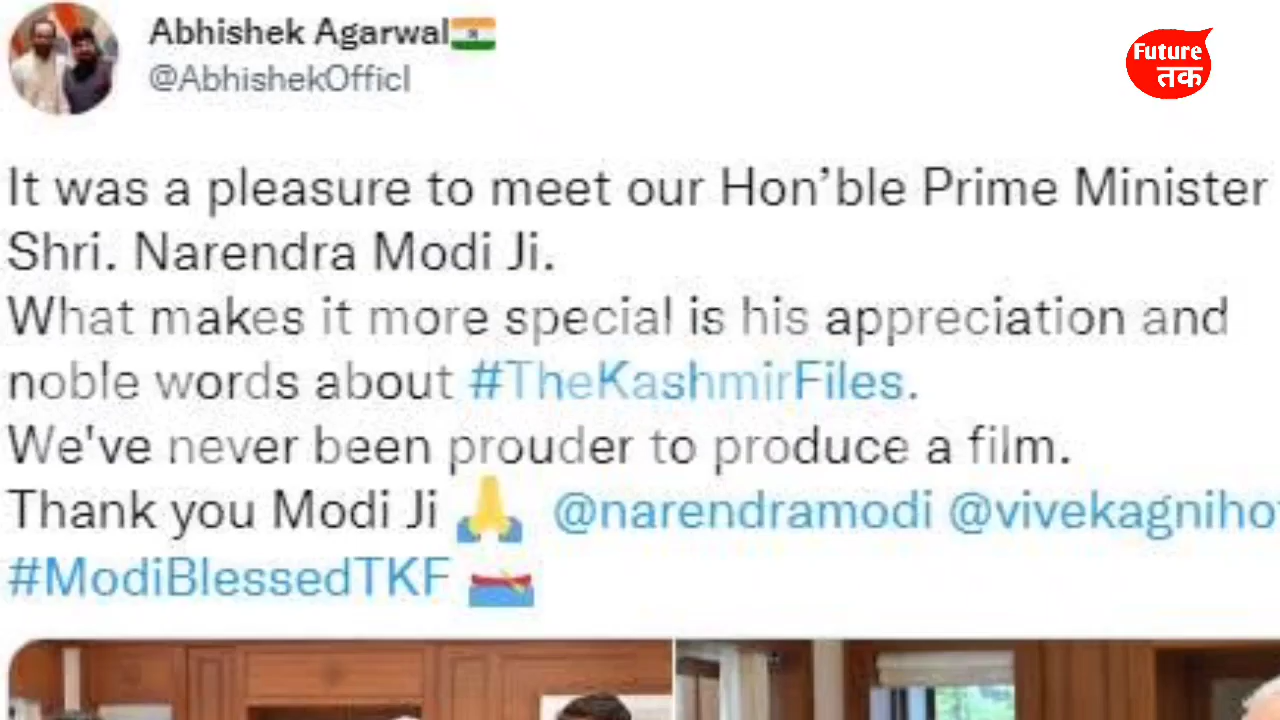 Abhishek Agarwal
@AbhishekOfficl
Future
तक
It was a pleasure to meet our Hon’ble Prime Minister
Shri. Narendra Modi Ji.
What makes it more special is his appreciation and
noble words about #TheKashmirFiles.
We've never been prouder to produce a film.
Thank you Modi Ji @narendramodi @vivekagniho
#ModiBlessedTKF